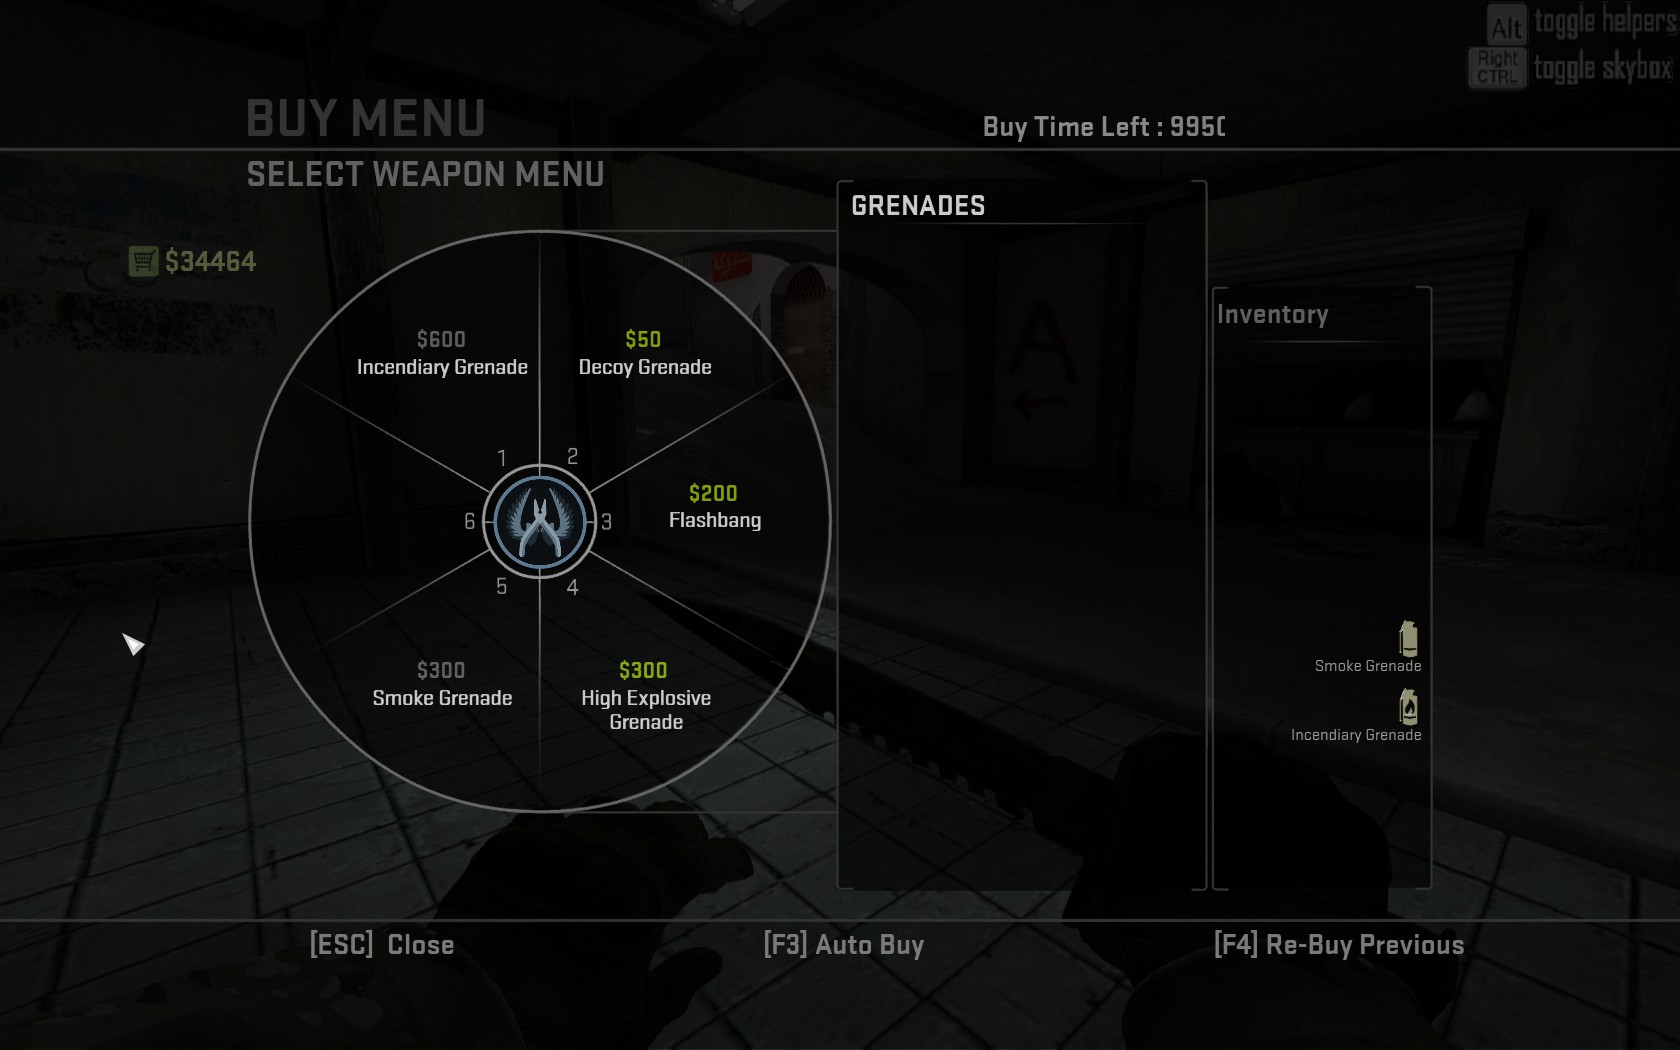 Alt toggle helpers
Right CTRL toggle skybox
BUY MENU
Buy Time Left : 9950
SELECT WEAPON MENU
GRENADES
$34464
Inventory
$600
Incendiary Grenade
$50
Decoy Grenade
1
2
$200
Flashbang
6
3
5
4
$300
Smoke Grenade
$300
High Explosive
Grenade
Smoke Grenade
Incendiary Grenade
A
[ESC] Close
[F3] Auto Buy
[F4] Re-Buy Previous